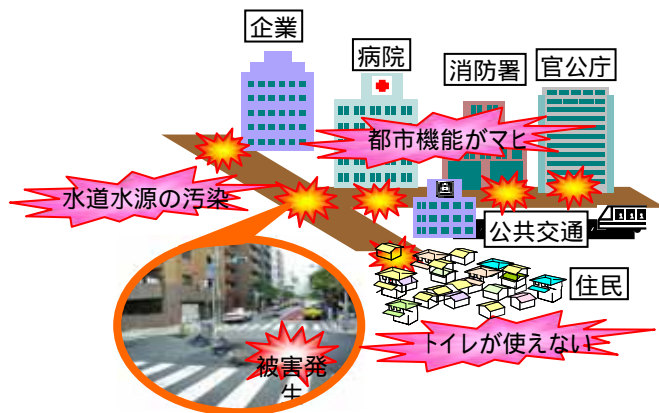 企業
病院
消防署
官公庁
都市機能がマヒ
水道水源の汚染
公共交通
住民
トイレが使えない
被害発
生